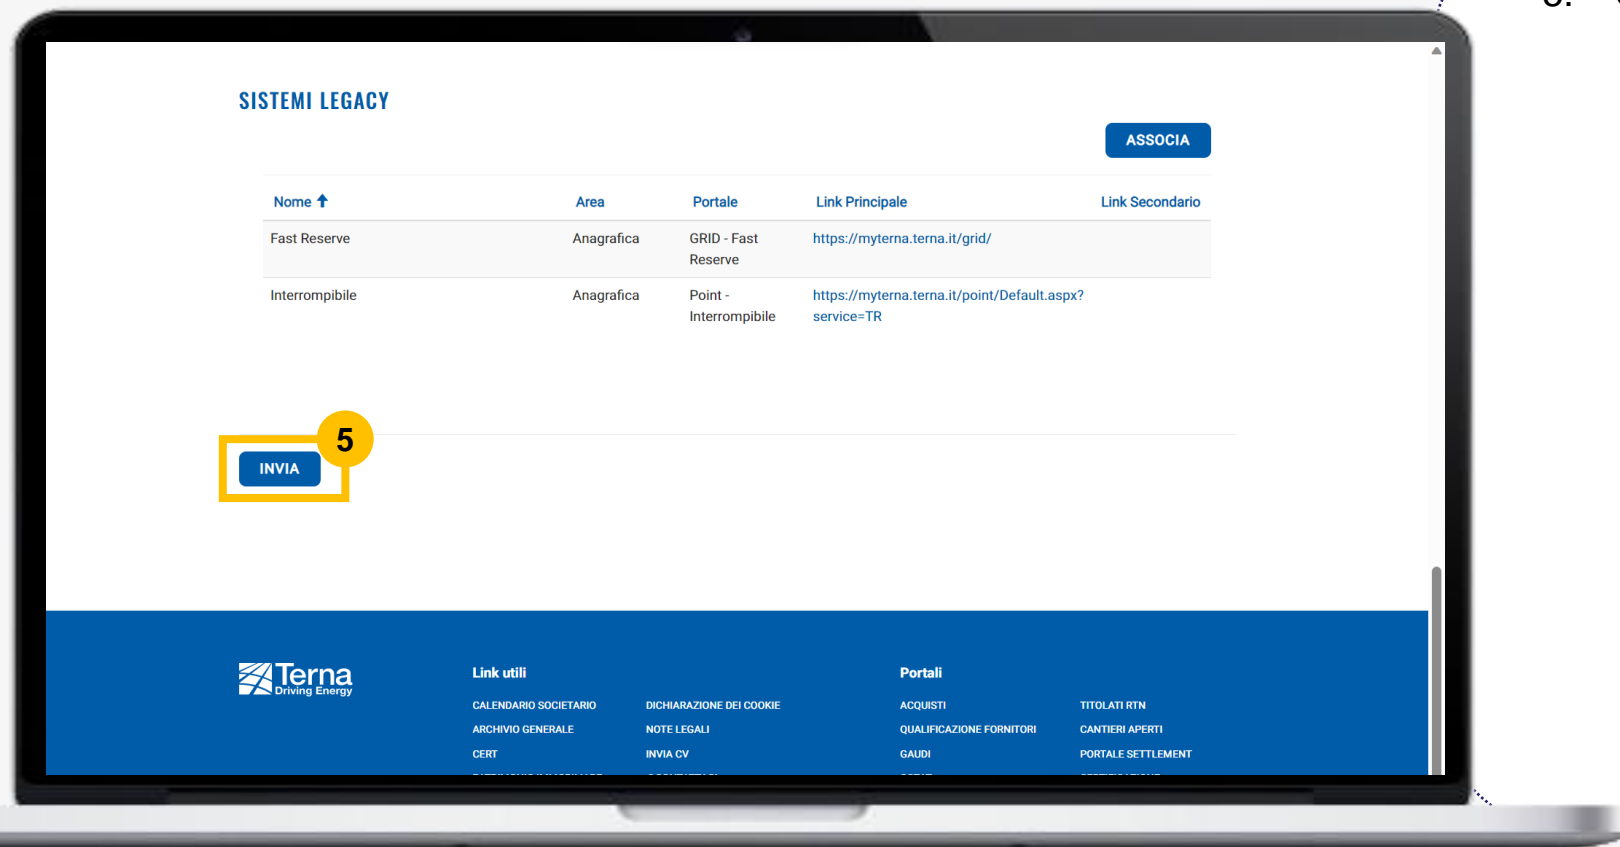 SISTEMI LEGACY
ASSOCIA
Nome Area Portale Link Principale Link Secondario
Fast Reserve Anagrafica GRID - Fast Reserve https://myterna.terna.it/grid/
Interrompibile Anagrafica Point - Interrompibile https://myterna.terna.it/point/Default.aspx?service=TR
5
INVIA
Terna
Driving Energy
Link utili
CALENDARIO SOCIETARIO DICHIARAZIONE DEI COOKIE
ARCHIVIO GENERALE NOTE LEGALI
CERT INVIA CV
Portali
ACQUISTI TITOLATI RTN
QUALIFICAZIONE FORNITORI CANTIERI APERTI
GAUDI PORTALE SETTLEMENT